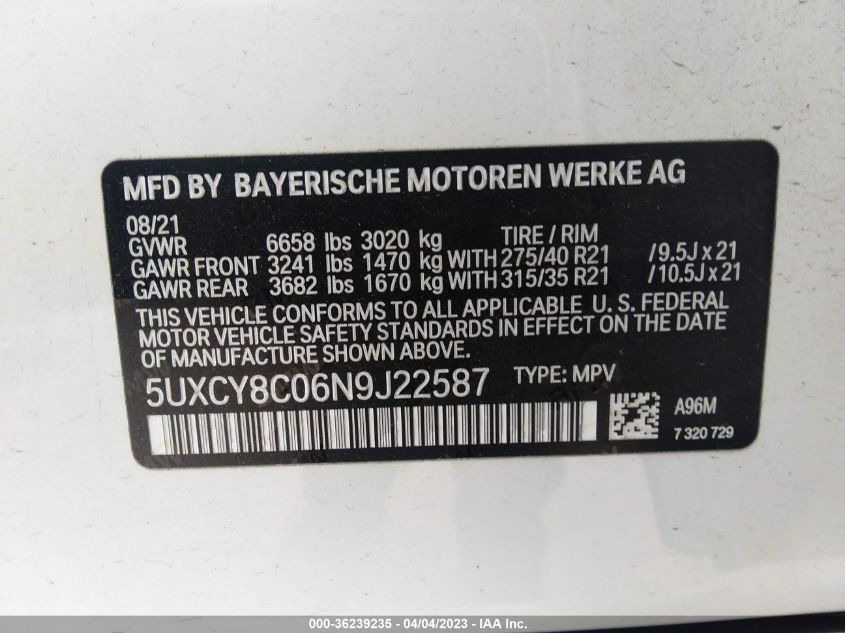 MFD BY BAYERISCHE MOTOREN WERKE AG
08/21
GVWR 6658 lbs 3020 kg TIRE / RIM
GAWR FRONT 3241 lbs 1470 kg WITH 275/40 R21 /9.5J x 21
GAWR REAR 3682 lbs 1670 kg WITH 315/35 R21 /10.5J x 21
THIS VEHICLE CONFORMS TO ALL APPLICABLE U. S. FEDERAL
MOTOR VEHICLE SAFETY STANDARDS IN EFFECT ON THE DATE
OF MANUFACTURE SHOWN ABOVE.
5UXCY8C06N9J22587 TYPE: MPV
A96M
7 320 729
000-36239235 - 04/04/2023 - IAA Inc.